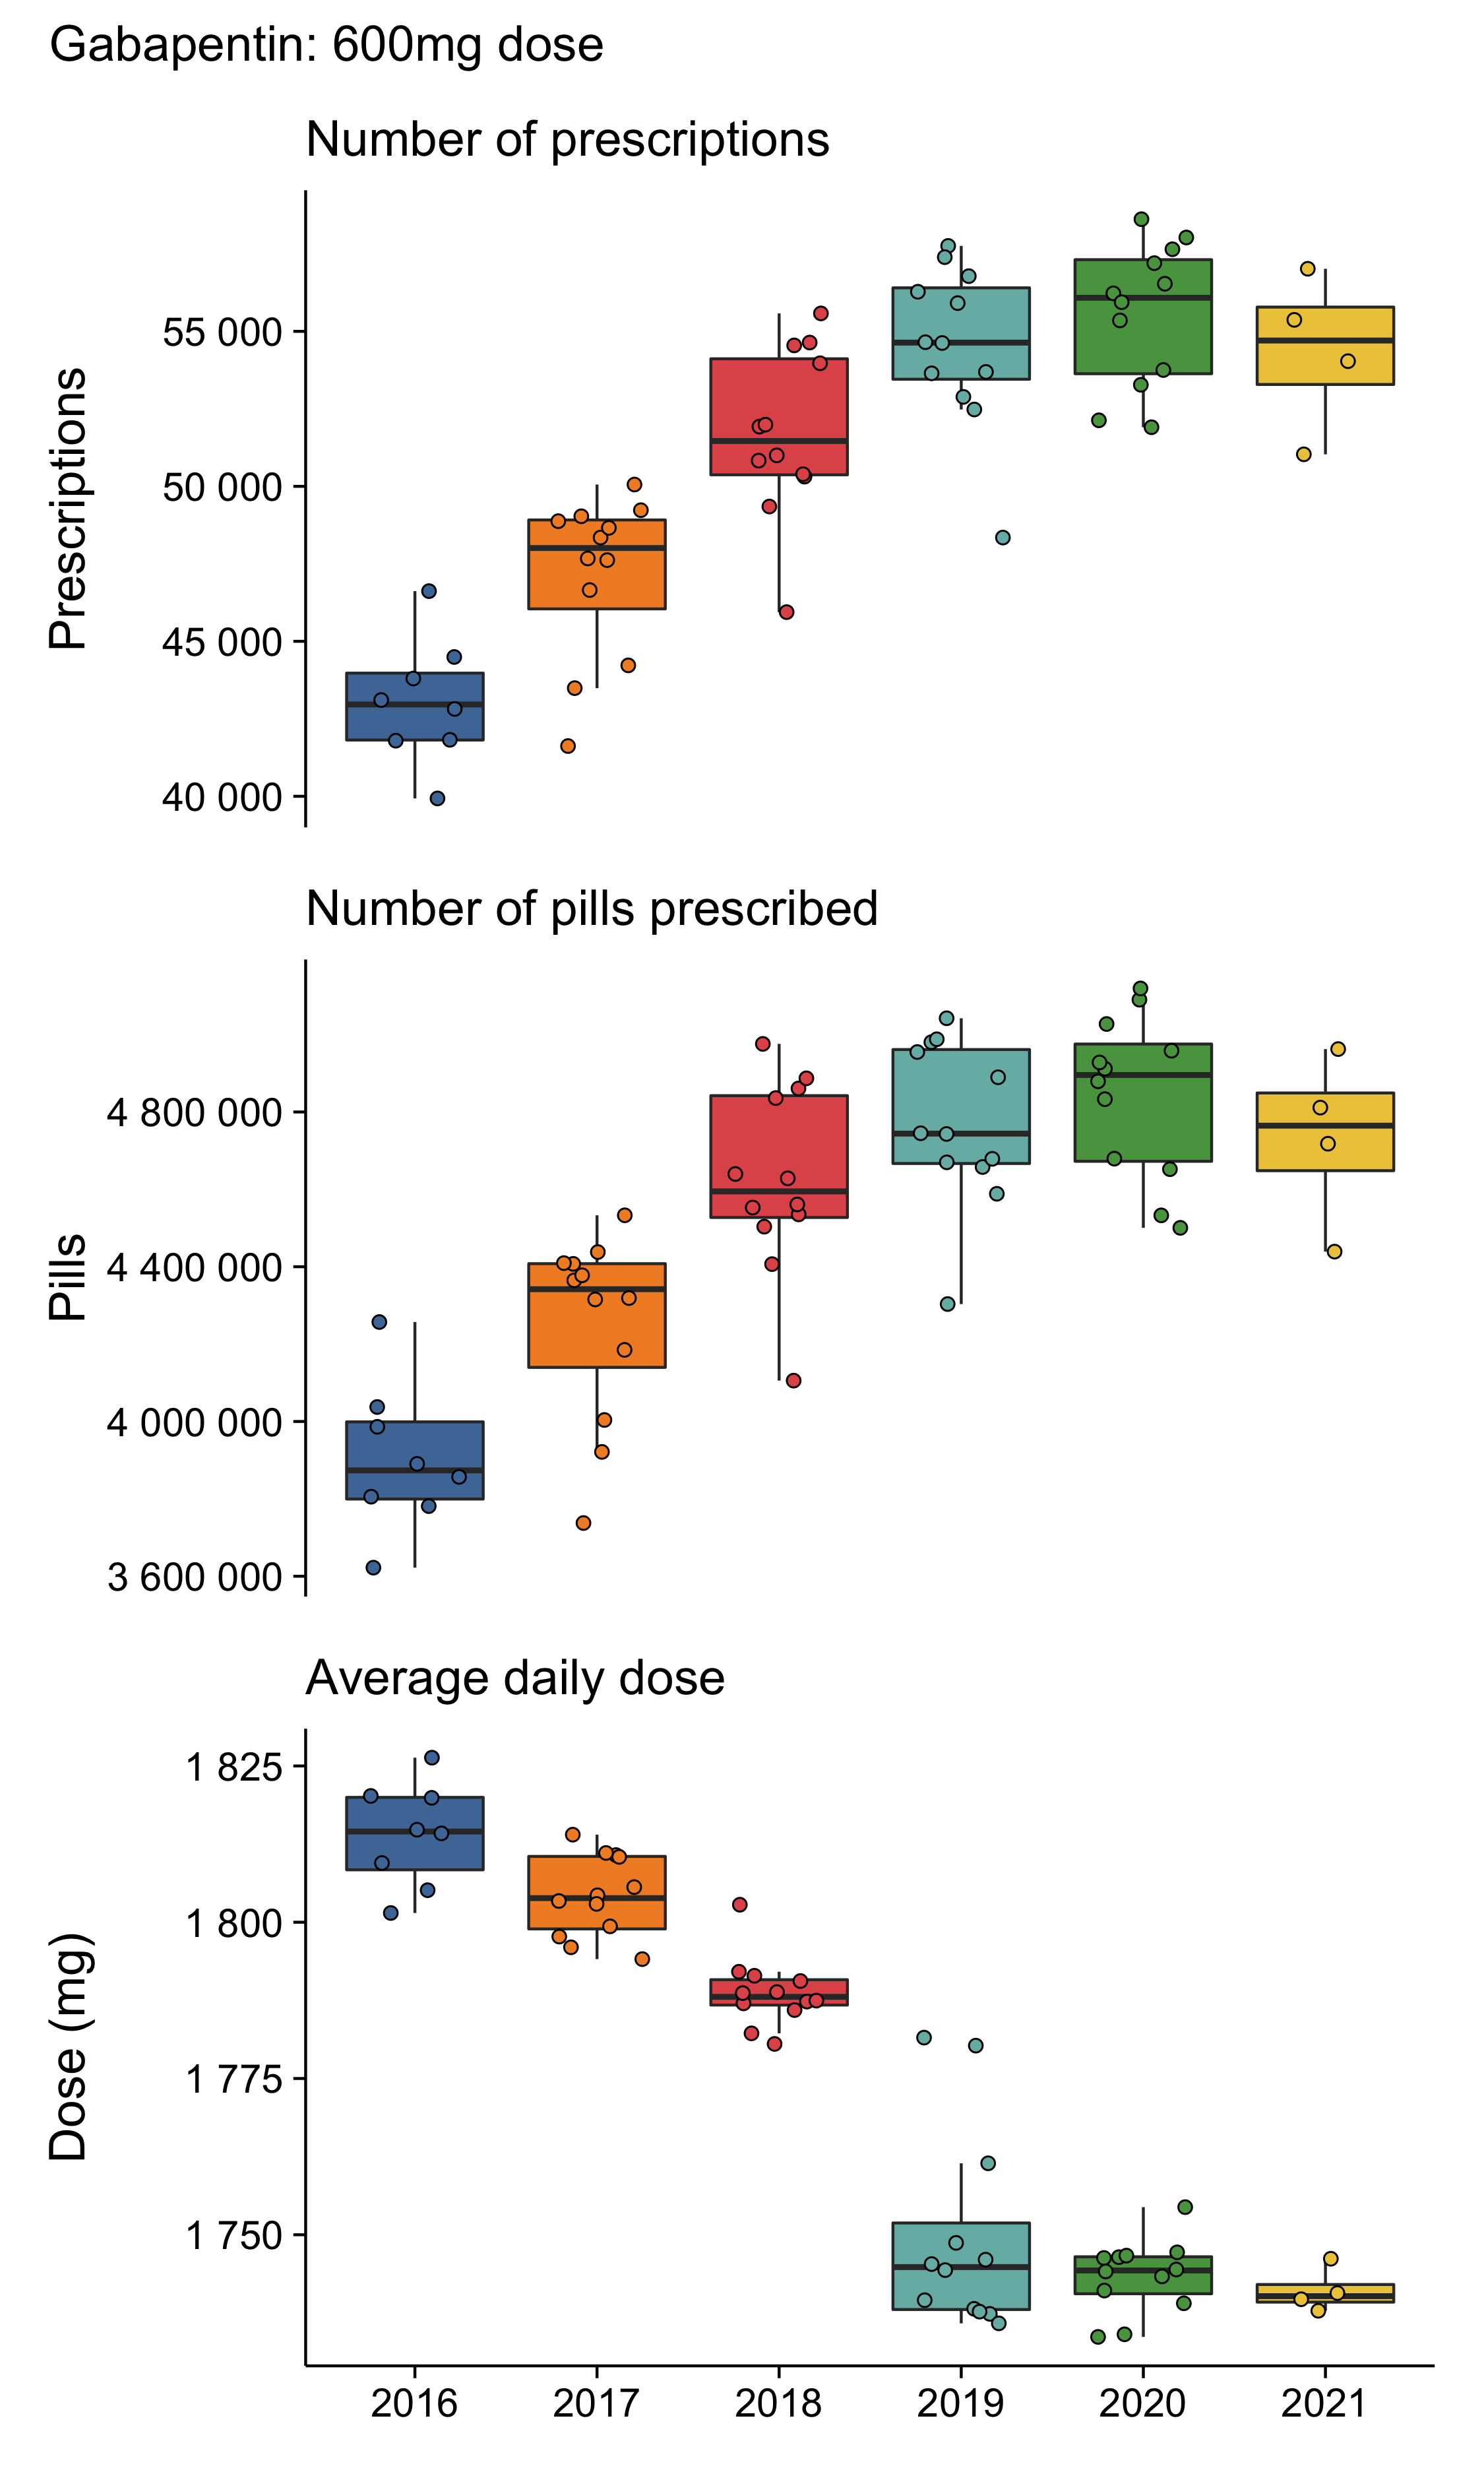 Gabapentin: 600mg dose
Number of prescriptions
Prescriptions
55 000
50 000
45 000
40 000
Number of pills prescribed
Pills
4 800 000
4 400 000
4 000 000
3 600 000
Average daily dose
Dose (mg)
1 825
1 800
1 775
1 750
2016 2017 2018 2019 2020 2021